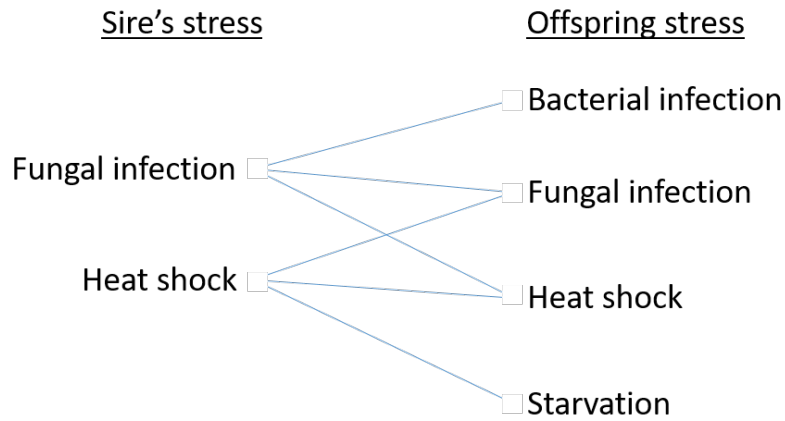 Sire’s stress
Offspring stress
Bacterial infection
Fungal infection
Fungal infection
Heat shock
Heat shock
Starvation